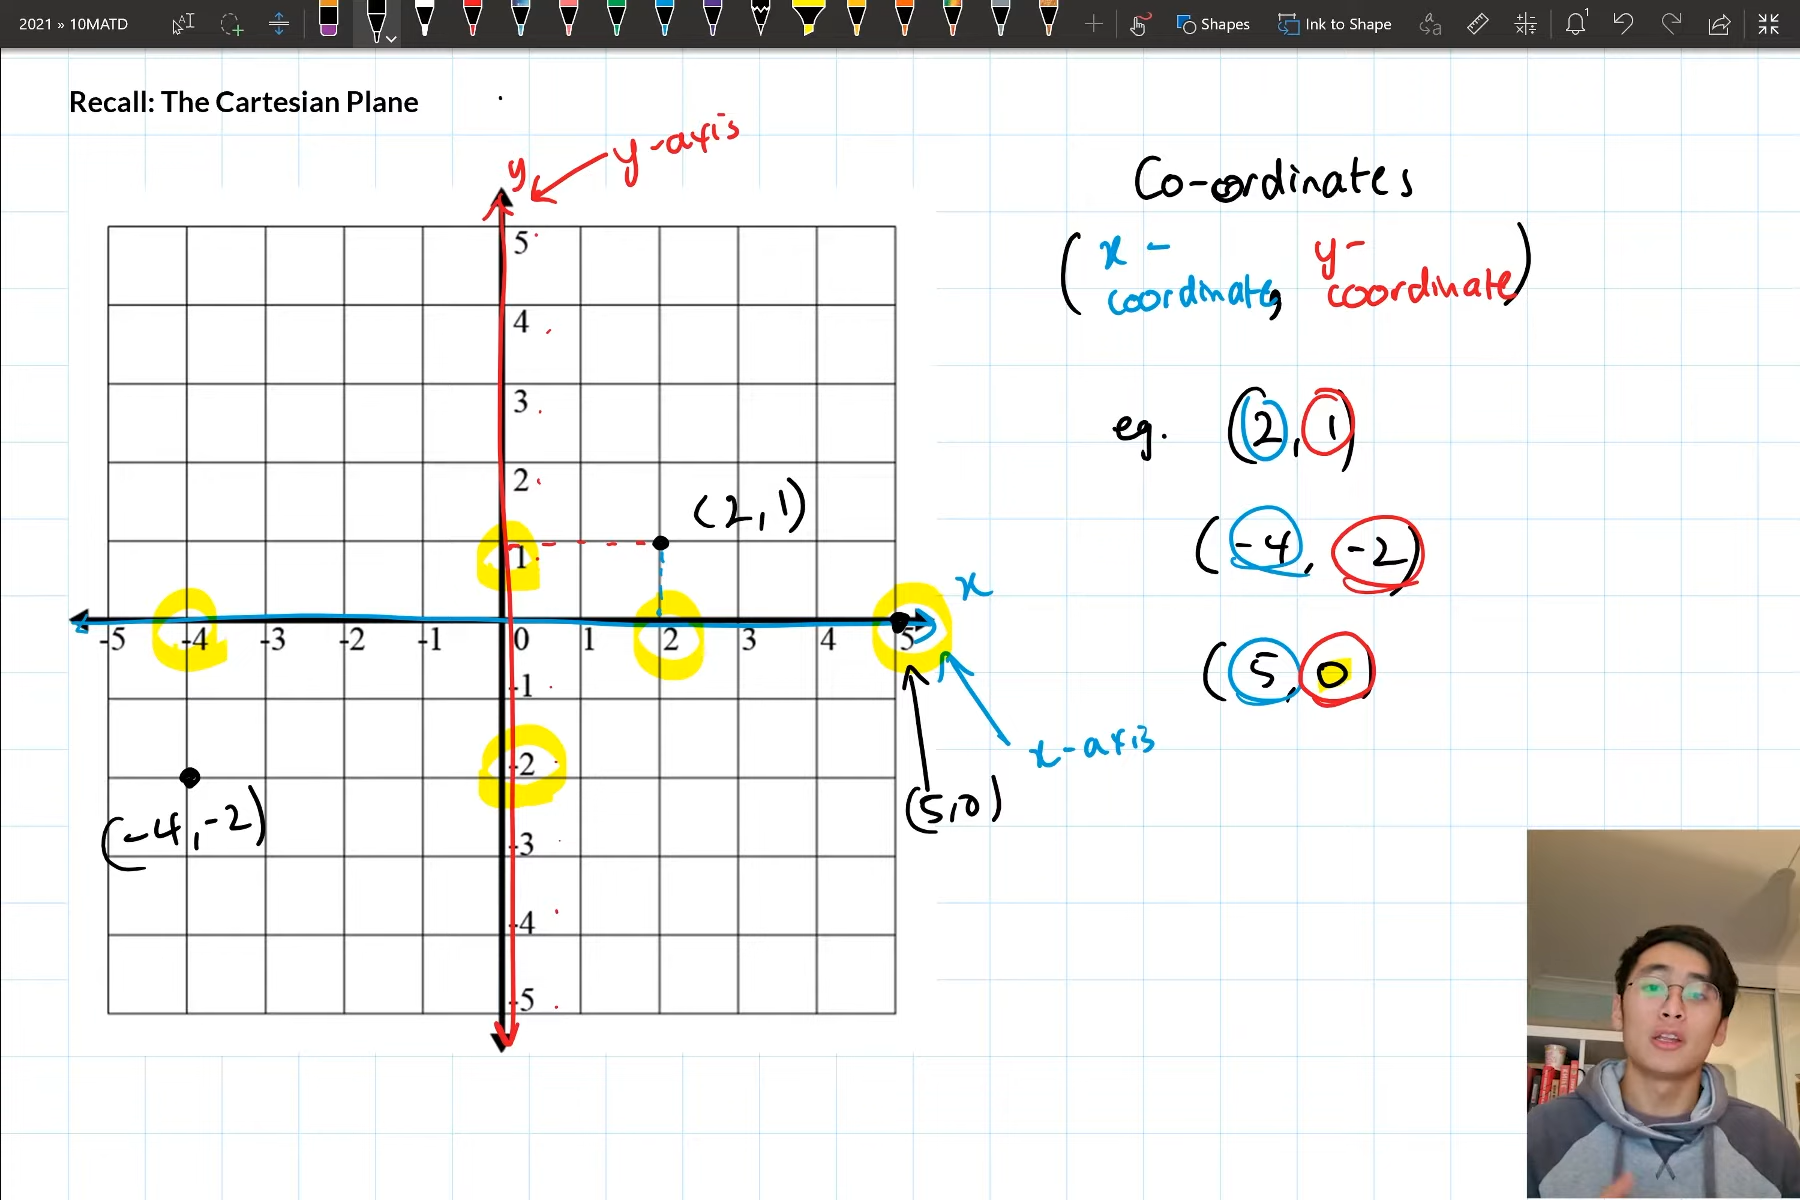 2021 » 10MATD
Shapes
Ink to Shape
Recall: The Cartesian Plane
y
y-axis
Co-ordinates
(x-coordinate, y-coordinate)
eg. (2, 1)
(-4, -2)
(5, 0)
5
4
3
2
1
(2, 1)
x
-5 -4 -3 -2 -1 0 1 2 3 4 5
-1
-2
-3
-4
-5
x-axis
(5, 0)
(-4, -2)